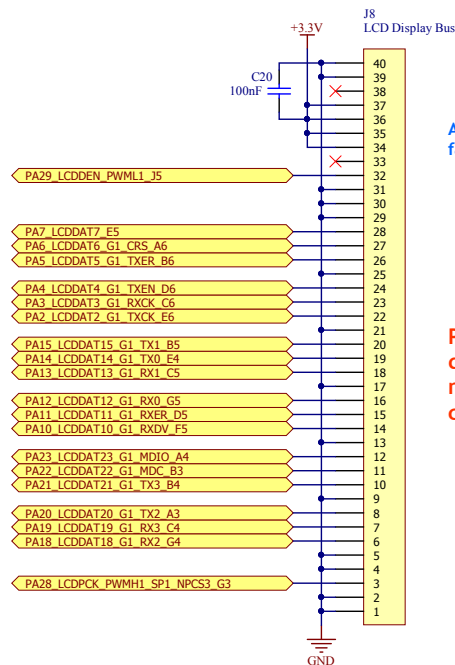 J8
LCD Display Bus
+3.3V
C20
100nF
40
39
38
37
36
35
34
33
PA29_LCDDEN_PWML1_J5
32
31
30
29
PA7_LCDDAT7_E5
28
PA6_LCDDAT6_G1_CRS_A6
27
PA5_LCDDAT5_G1_TXER_B6
26
25
PA4_LCDDAT4_G1_TXEN_D6
24
PA3_LCDDAT3_G1_RXCK_C6
23
PA2_LCDDAT2_G1_TXCK_E6
22
21
PA15_LCDDAT15_G1_TX1_B5
20
PA14_LCDDAT14_G1_TX0_E4
19
PA13_LCDDAT13_G1_RX1_C5
18
17
PA12_LCDDAT12_G1_RX0_G5
16
PA11_LCDDAT11_G1_RXER_D5
15
PA10_LCDDAT10_G1_RXDV_F5
14
13
PA23_LCDDAT23_G1_MDIO_A4
12
PA22_LCDDAT22_G1_MDC_B3
11
PA21_LCDDAT21_G1_TX3_B4
10
9
PA20_LCDDAT20_G1_TX2_A3
8
PA19_LCDDAT19_G1_RX3_C4
7
PA18_LCDDAT18_G1_RX2_G4
6
5
4
PA28_LCDPCK_PWMH1_SP1_NPCS3_G3
3
2
1
GND